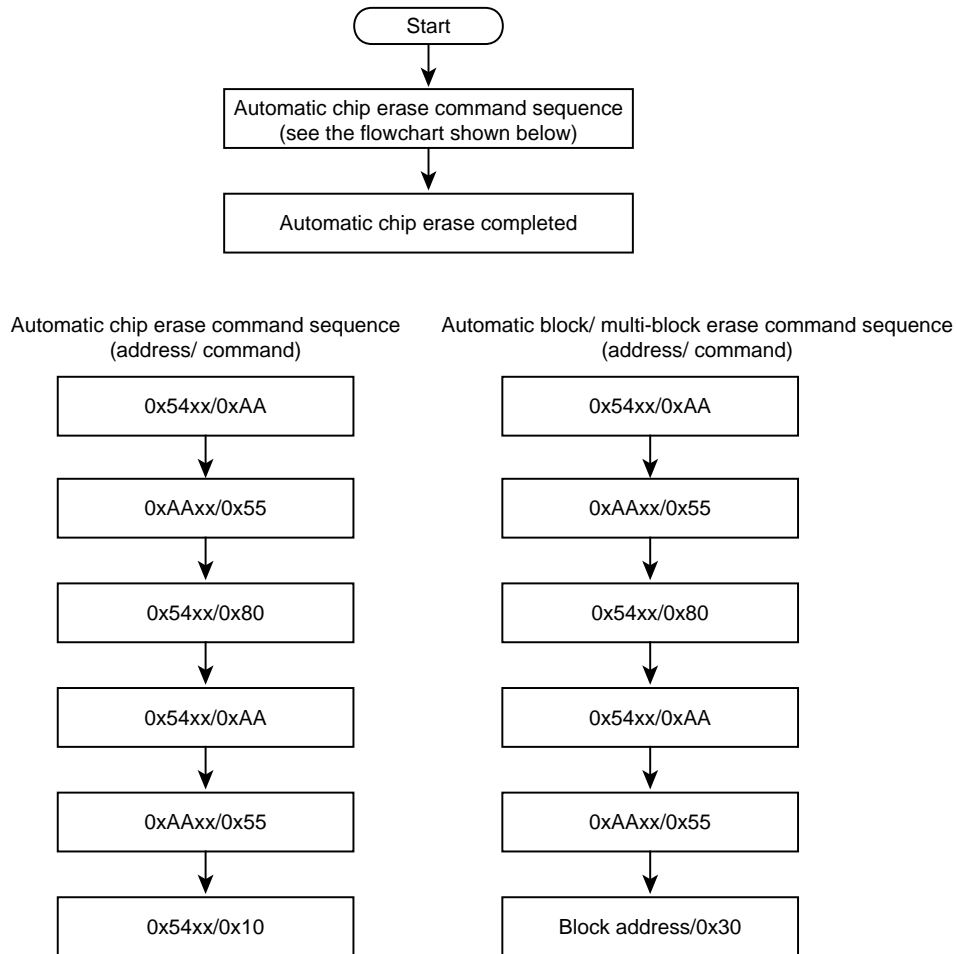 Start
Automatic chip erase command sequence
(see the flowchart shown below)
Automatic chip erase completed
Automatic chip erase command sequence
(address/ command)
0x54xx/0xAA
0xAAxx/0x55
0x54xx/0x80
0x54xx/0xAA
0xAAxx/0x55
0x54xx/0x10
Automatic block/ multi-block erase command sequence
(address/ command)
0x54xx/0xAA
0xAAxx/0x55
0x54xx/0x80
0x54xx/0xAA
0xAAxx/0x55
Block address/0x30